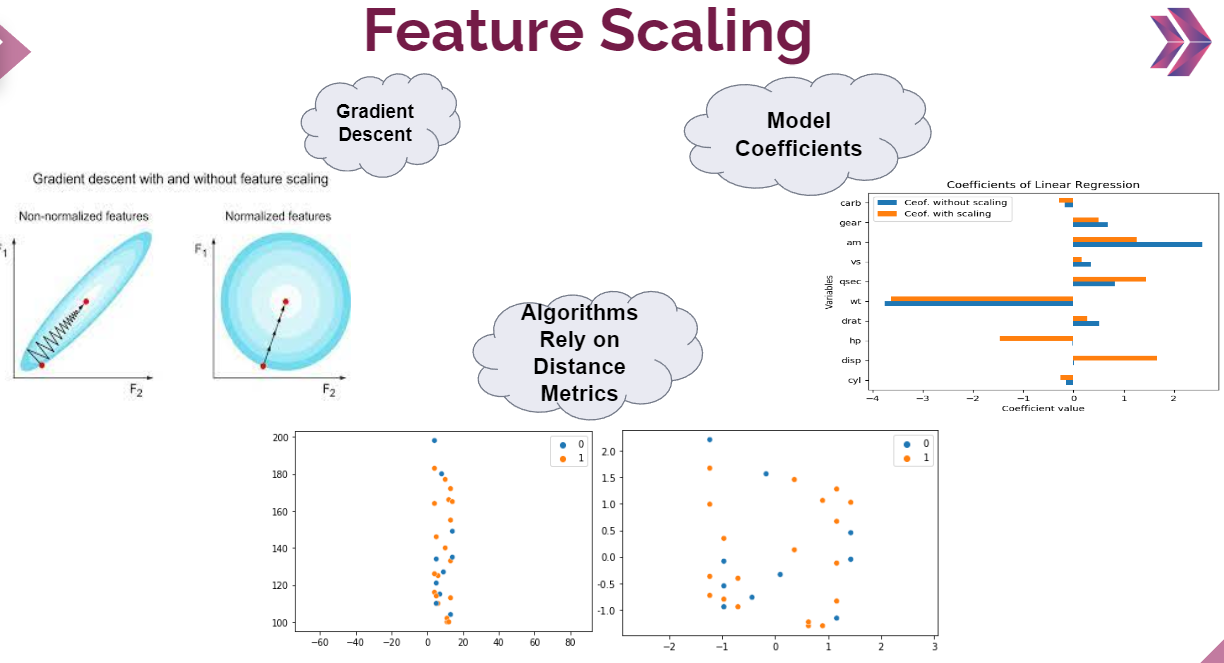 Feature Scaling
Gradient
Descent
Model
Coefficients
Gradient descent with and without feature scaling
Non-normalized features
Normalized features
F1
F2
F1
F2
Coefficients of Linear Regression
Ceof. without scaling
Ceof. with scaling
Variables
carb
gear
am
vs
qsec
wt
drat
hp
disp
cyl
−4 −3 −2 −1 0 1 2
Coefficient value
Algorithms
Rely on
Distance
Metrics
0
1
200
180
160
140
120
100
−60 −40 −20 0 20 40 60 80
0
1
2.0
1.5
1.0
0.5
0.0
-0.5
-1.0
−2 −1 0 1 2 3